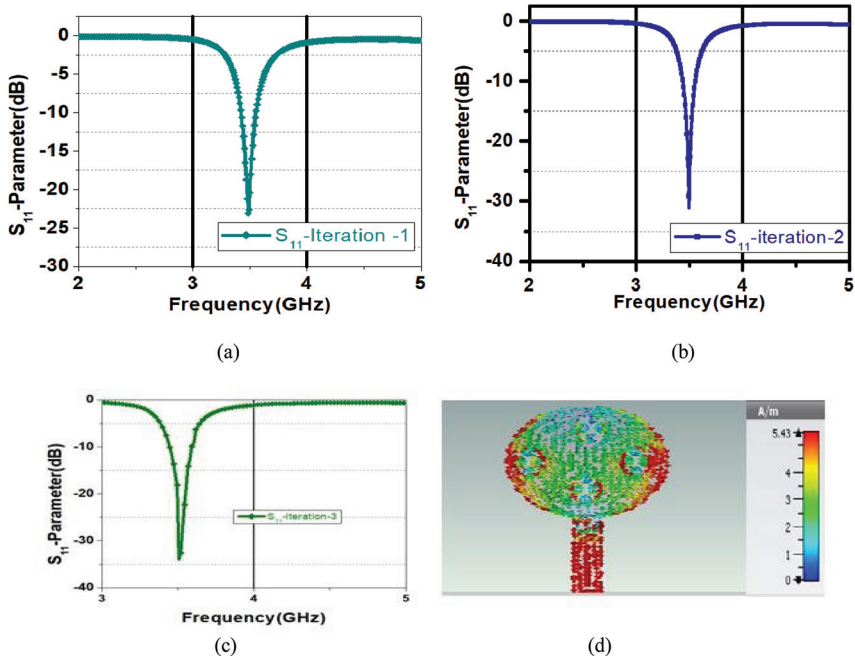 0
-5
-10
-15
-20
-25
-30
S11-Parameter(dB)
S11-Iteration -1
2 3 4 5
Frequency(GHz)
(a)
0
-10
-20
-30
-40
S11-Parameter(dB)
S11-iteration-2
2 3 4 5
Frequency(GHz)
(b)
0
-10
-20
-30
-40
S11-Parameter(dB)
S11-Iteration-3
3 4 5
Frequency(GHz)
(c)
A/m
5.43
4
3
2
1
0
(d)